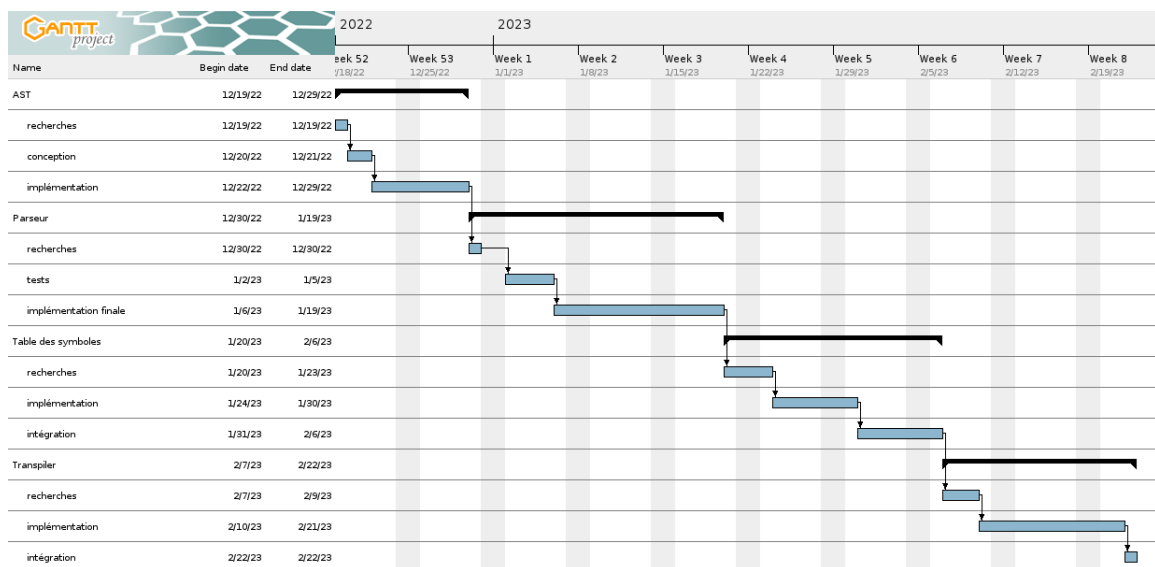 GANTT project
2022 2023
eek 52 Week 53 Week 1 Week 2 Week 3 Week 4 Week 5 Week 6 Week 7 Week 8
Name Begin date End date /18/22 12/25/22 1/1/23 1/8/23 1/15/23 1/22/23 1/29/23 2/5/23 2/12/23 2/19/23
AST 12/19/22 12/29/22
recherches 12/19/22 12/19/22
conception 12/20/22 12/21/22
implémentation 12/22/22 12/29/22
Parseur 12/30/22 1/19/23
recherches 12/30/22 12/30/22
tests 1/2/23 1/5/23
implémentation finale 1/6/23 1/19/23
Table des symboles 1/20/23 2/6/23
recherches 1/20/23 1/23/23
implémentation 1/24/23 1/30/23
intégration 1/31/23 2/6/23
Transpiler 2/7/23 2/22/23
recherches 2/7/23 2/9/23
implémentation 2/10/23 2/21/23
intégration 2/22/23 2/22/23